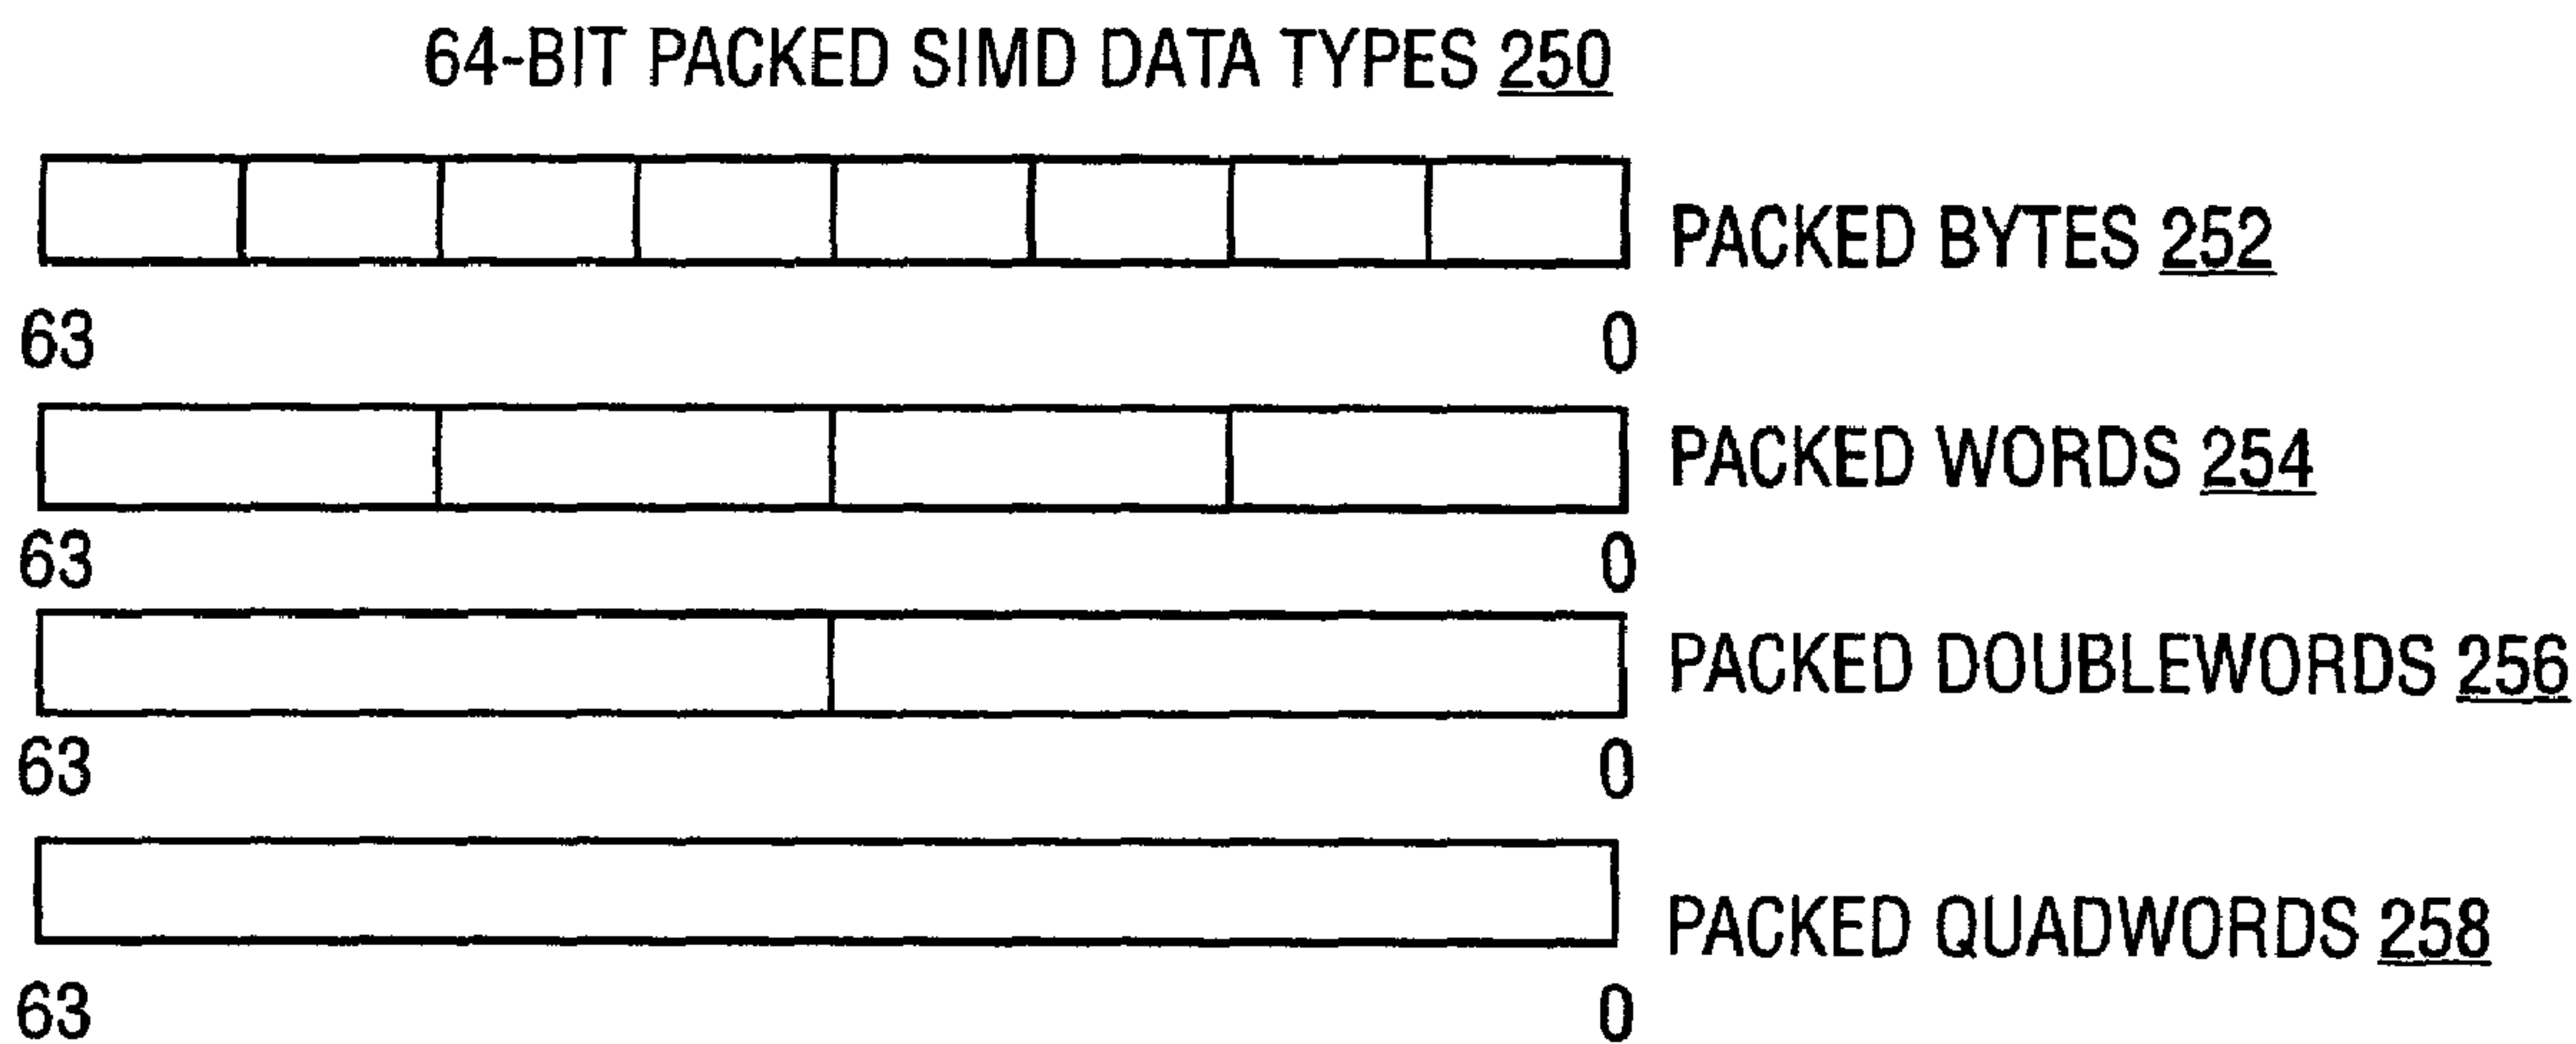 64-BIT PACKED SIMD DATA TYPES 250
PACKED BYTES 252
63 0
PACKED WORDS 254
63 0
PACKED DOUBLEWORDS 256
63 0
PACKED QUADWORDS 258
63 0